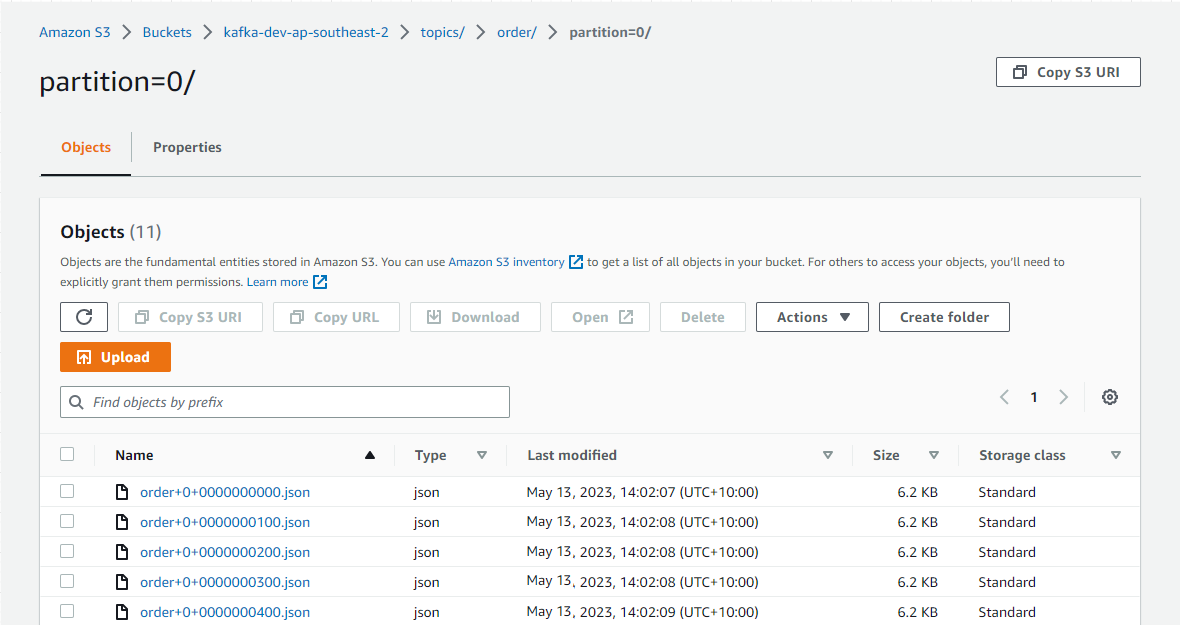 Amazon S3 > Buckets > kafka-dev-ap-southeast-2 > topics/ > order/ > partition=0/
partition=0/
Copy S3 URI
Objects Properties
Objects (11)
Objects are the fundamental entities stored in Amazon S3. You can use Amazon S3 inventory to get a list of all objects in your bucket. For others to access your objects, you'll need to
explicitly grant them permissions. Learn more
Copy S3 URI Copy URL Download Open Delete Actions Create folder
Upload
Find objects by prefix
1
Name Type Last modified Size Storage class
order+0+0000000000.json json May 13, 2023, 14:02:07 (UTC+10:00) 6.2 KB Standard
order+0+0000000100.json json May 13, 2023, 14:02:08 (UTC+10:00) 6.2 KB Standard
order+0+0000000200.json json May 13, 2023, 14:02:08 (UTC+10:00) 6.2 KB Standard
order+0+0000000300.json json May 13, 2023, 14:02:08 (UTC+10:00) 6.2 KB Standard
order+0+0000000400.json json May 13, 2023, 14:02:09 (UTC+10:00) 6.2 KB Standard